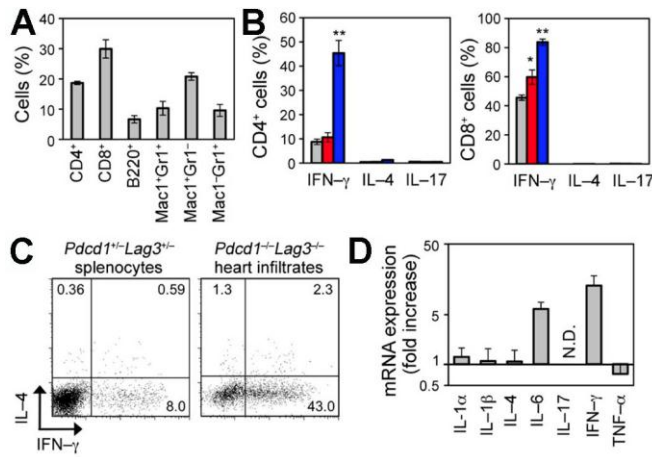 A
Cells (%)
40
30
20
10
0
CD4+
CD8+
B220+
Mac1+Gr1+
Mac1+Gr1−
Mac1−Gr1+
B
CD4+ cells (%)
60
50
40
30
20
10
0
**
IFN–γ IL–4 IL–17
CD8+ cells (%)
100
80
60
40
20
0
* **
IFN–γ IL–4 IL–17
C
Pdcd1+/–Lag3+/–
splenocytes
0.36 0.59
8.0
Pdcd1–/–Lag3–/–
heart infiltrates
1.3 2.3
43.0
IL–4
IFN–γ
D
mRNA expression
(fold increase)
50
5
1
0.5
N.D.
IL-1α
IL-1β
IL-4
IL-6
IL-17
IFN-γ
TNF-α